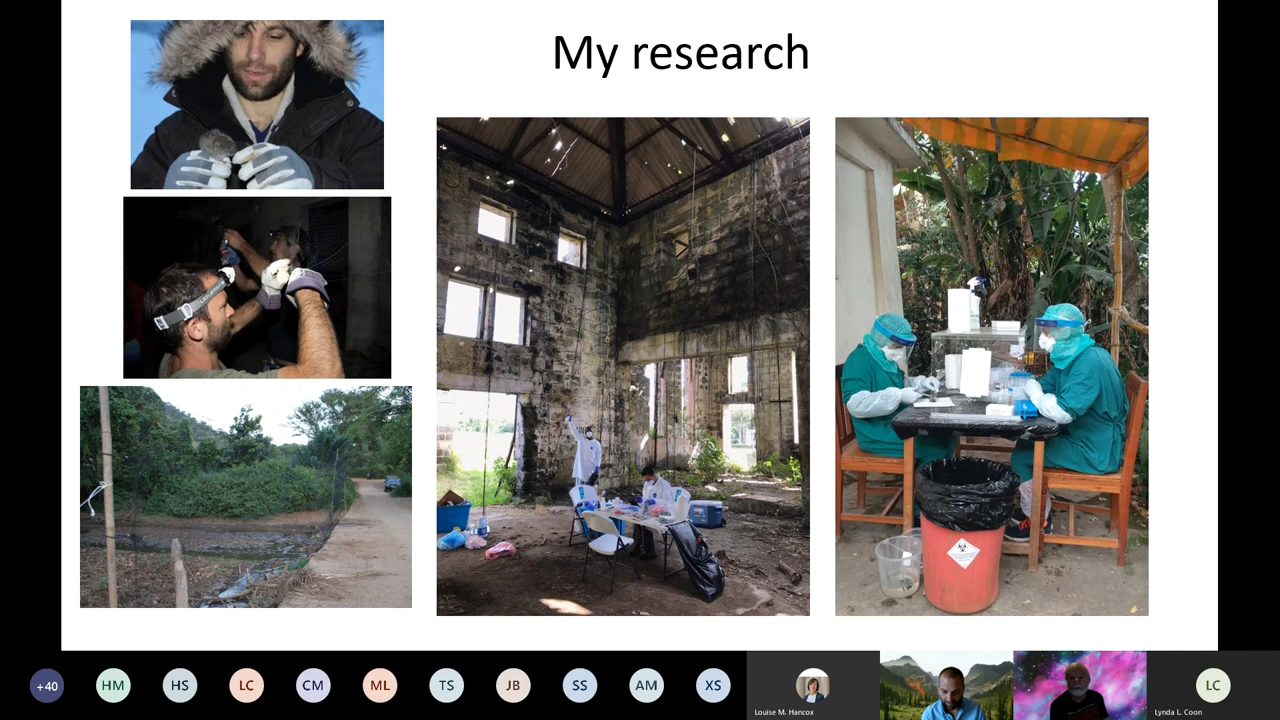 My research
+40
HM
HS
LC
CM
ML
TS
JB
SS
AM
XS
Louise M. Hancox
LC
Lynda L. Coon